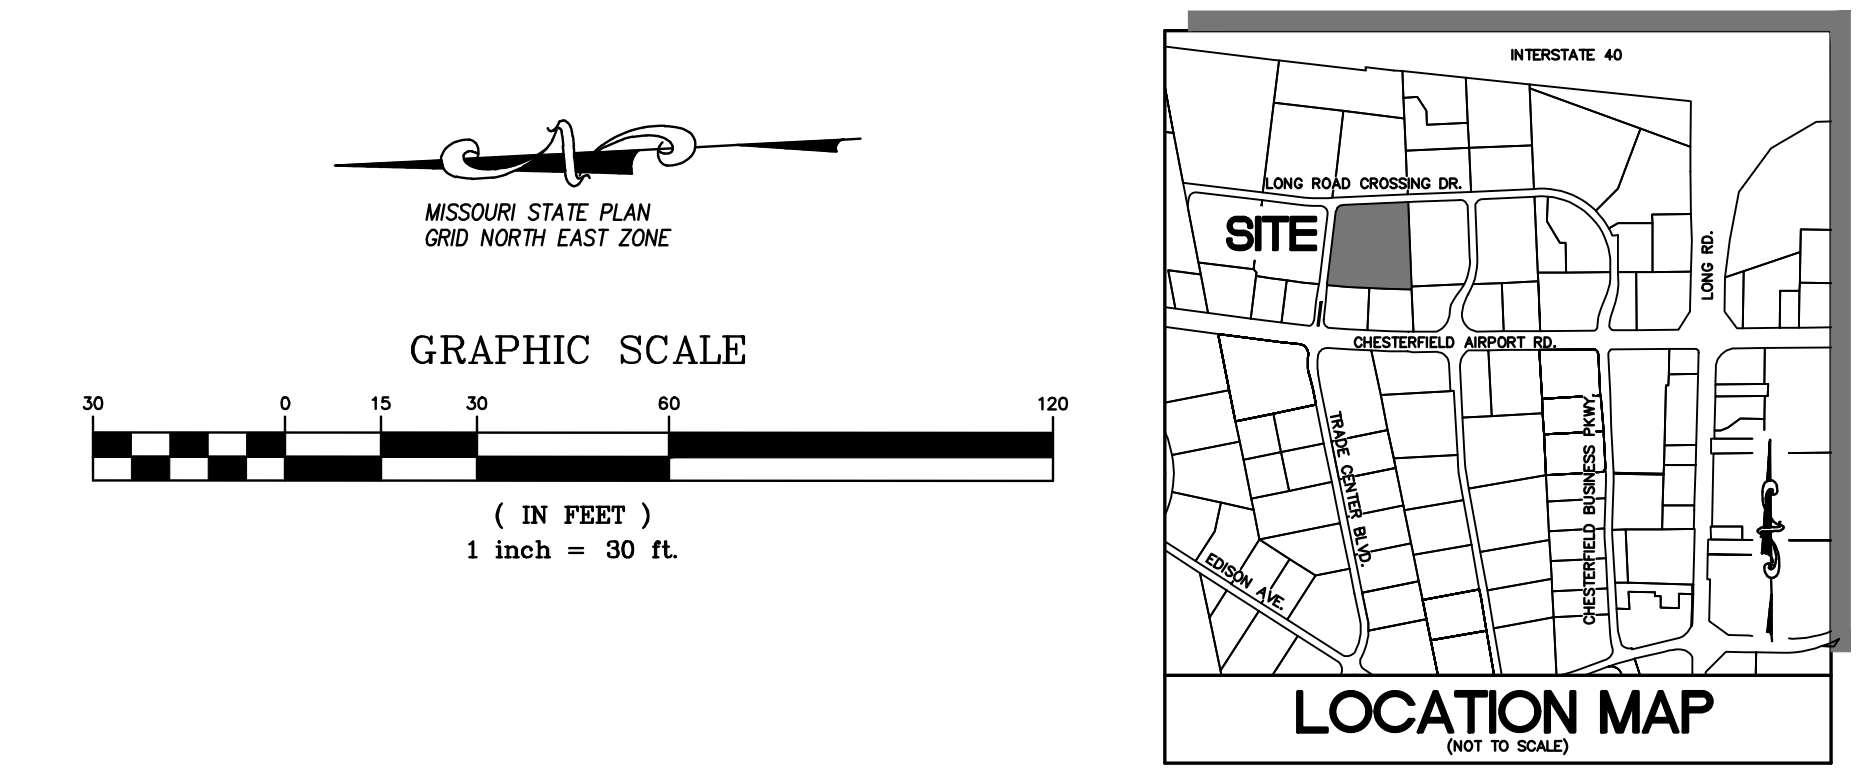 MISSOURI STATE PLAN
GRID NORTH EAST ZONE
GRAPHIC SCALE
30 0 15 30 60 120
( IN FEET )
1 inch = 30 ft.
INTERSTATE 40
LONG ROAD CROSSING DR.
SITE
LONG RD.
CHESTERFIELD AIRPORT RD.
TRADE CENTER BLVD.
CHESTERFIELD BUSINESS PKWY.
EDISON AVE.
LOCATION MAP
(NOT TO SCALE)